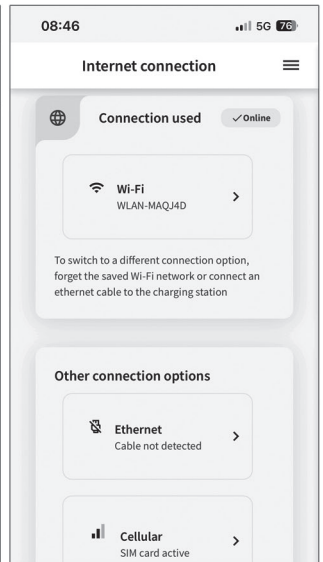 08:46
5G 76
Internet connection
Connection used
Online
Wi-Fi
WLAN-MAQJ4D
To switch to a different connection option,
forget the saved Wi-Fi network or connect an
ethernet cable to the charging station
Other connection options
Ethernet
Cable not detected
Cellular
SIM card active